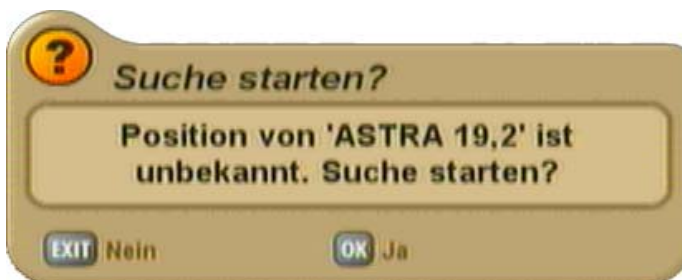 ?
Suche starten?
Position von 'ASTRA 19,2' ist
unbekannt. Suche starten?
EXIT Nein OK Ja